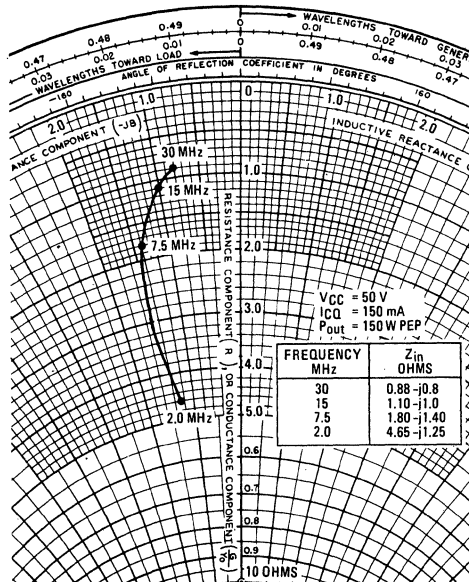 WAVELENGTHS TOWARD GENER
0.47 0.48 0.49 0 0.01 0.02 0.03
0.03 0.02 0.01 0 0.49 0.48 0.47
WAVELENGTHS TOWARD LOAD
ANGLE OF REFLECTION COEFFICIENT IN DEGREES
-160 160
2.0 1.0 0 1.0 2.0
ANCE COMPONENT (-JB)
INDUCTIVE REACTANCE
30 MHz
1.0
15 MHz
7.5 MHz
2.0
RESISTANCE COMPONENT (R), OR CONDUCTANCE COMPONENT (G/Yo)
3.0
VCC = 50 V
ICQ = 150 mA
Pout = 150 W PEP
4.0
2.0 MHz
5.0
FREQUENCY MHz Zin OHMS
30 0.88 -j0.8
15 1.10 -j1.0
7.5 1.80 -j1.40
2.0 4.65 -j1.25
0.6
0.7
0.8
0.9
10 OHMS